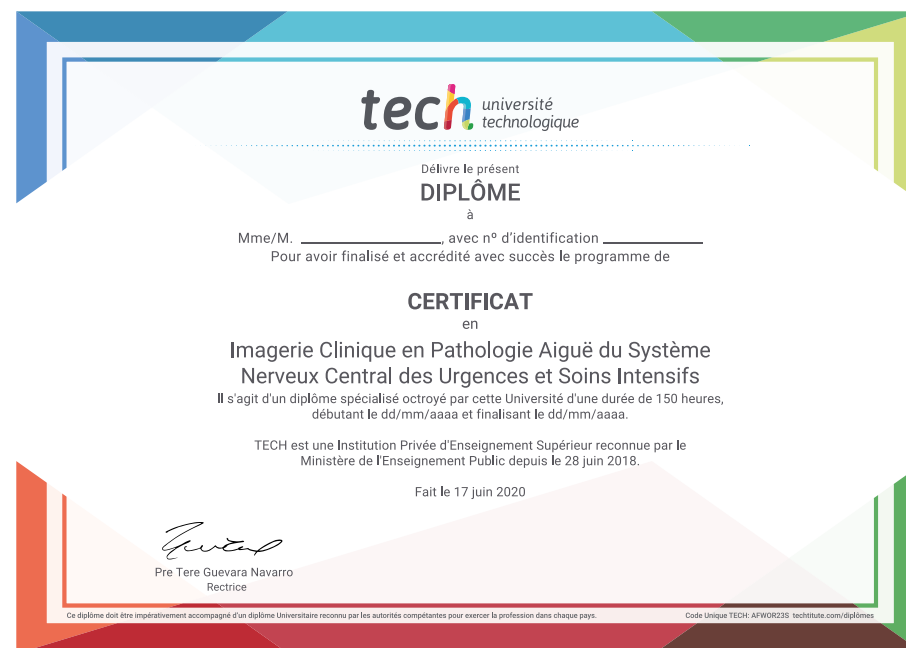 tech université
technologique
Délivre le présent
DIPLÔME
à
Mme/M. ____________________, avec nº d'identification ______________
Pour avoir finalisé et accrédité avec succès le programme de
CERTIFICAT
en
Imagerie Clinique en Pathologie Aiguë du Système
Nerveux Central des Urgences et Soins Intensifs
Il s'agit d'un diplôme spécialisé octroyé par cette Université d'une durée de 150 heures,
débutant le dd/mm/aaaa et finalisant le dd/mm/aaaa.
TECH est une Institution Privée d'Enseignement Supérieur reconnue par le
Ministère de l'Enseignement Public depuis le 28 juin 2018.
Fait le 17 juin 2020
Pre Tere Guevara Navarro
Rectrice
Ce diplôme doit être impérativement accompagné d'un diplôme Universitaire reconnu par les autorités compétantes pour exercer la profession dans chaque pays.
Code Unique TECH: AFWOR23S techtitute.com/diplômes